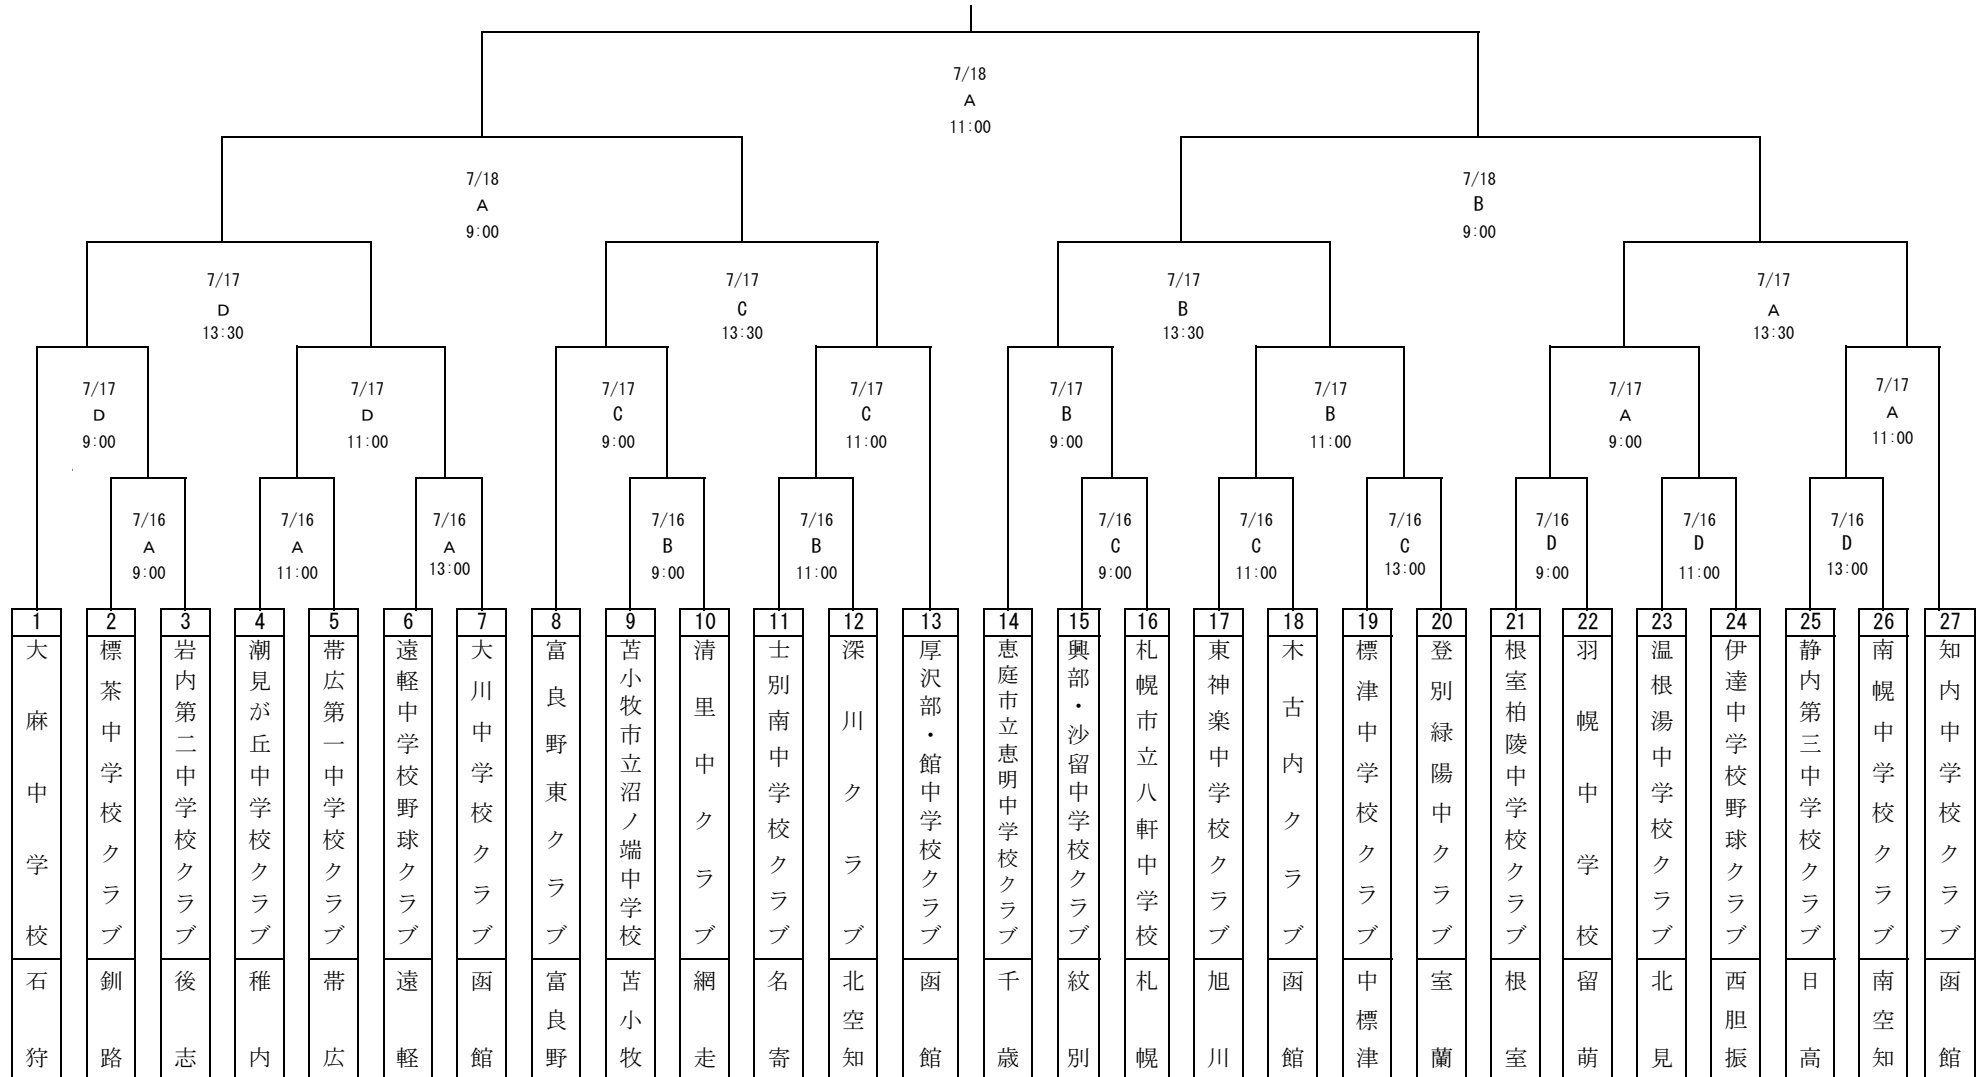 7/18
A
11:00
7/18
A
9:00
7/18
B
9:00
7/17
D
13:30
7/17
C
13:30
7/17
B
13:30
7/17
A
13:30
7/17
D
9:00
7/17
D
11:00
7/17
C
9:00
7/17
C
11:00
7/17
B
9:00
7/17
B
11:00
7/17
A
9:00
7/17
A
11:00
7/16
A
9:00
7/16
A
11:00
7/16
A
13:00
7/16
B
9:00
7/16
B
11:00
7/16
C
9:00
7/16
C
11:00
7/16
C
13:00
7/16
D
9:00
7/16
D
11:00
7/16
D
13:00
1
大麻中学校
石狩
2
標茶中学校クラブ
釧路
3
岩内第二中学校クラブ
後志
4
潮見が丘中学校クラブ
稚内
5
帯広第一中学校クラブ
帯広
6
遠軽中学校野球クラブ
遠軽
7
大川中学校クラブ
函館
8
富良野東クラブ
富良野
9
苫小牧市立沼ノ端中学校
苫小牧
10
清里中クラブ
網走
11
士別南中学校クラブ
名寄
12
深川クラブ
北空知
13
厚沢部・館中学校クラブ
函館
14
恵庭市立恵明中学校クラブ
千歳
15
興部・沙留中学校クラブ
紋別
16
札幌市立八軒中学校
札幌
17
東神楽中学校クラブ
旭川
18
木古内クラブ
函館
19
標津中学校クラブ
中標津
20
登別緑陽中クラブ
室蘭
21
根室柏陵中学校クラブ
根室
22
羽幌中学校
留萌
23
温根湯中学校クラブ
北見
24
伊達中学校野球クラブ
西胆振
25
静内第三中学校クラブ
日高
26
南幌中学校クラブ
南空知
27
知内中学校クラブ
函館